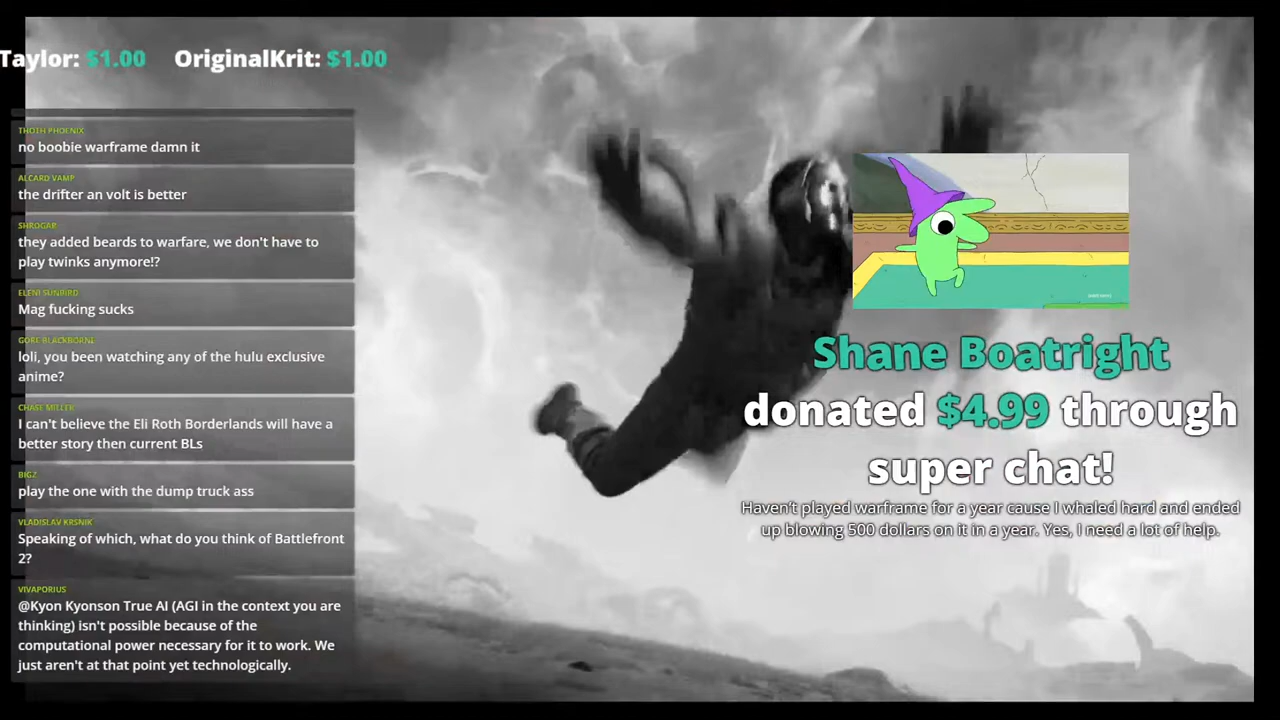 Taylor: $1.00 OriginalKrit: $1.00
THOTH PHOENIX
no boobie warframe damn it
ALCARD VAMP
the drifter an volt is better
SHROGAR
they added beards to warfare, we don't have to
play twinks anymore!?
ELENI SUNBIRD
Mag fucking sucks
GORE BLACKBORNE
loli, you been watching any of the hulu exclusive
anime?
CHASE MILLER
I can't believe the Eli Roth Borderlands will have a
better story then current BLs
BIGZ
play the one with the dump truck ass
VLADISLAV KRSNIK
Speaking of which, what do you think of Battlefront
2?
VIVAPORIUS
@Kyon Kyonson True AI (AGI in the context you are
thinking) isn't possible because of the
computational power necessary for it to work. We
just aren't at that point yet technologically.
Shane Boatright
donated $4.99 through
super chat!
Haven't played warframe for a year cause I whaled hard and ended
up blowing 500 dollars on it in a year. Yes, I need a lot of help.